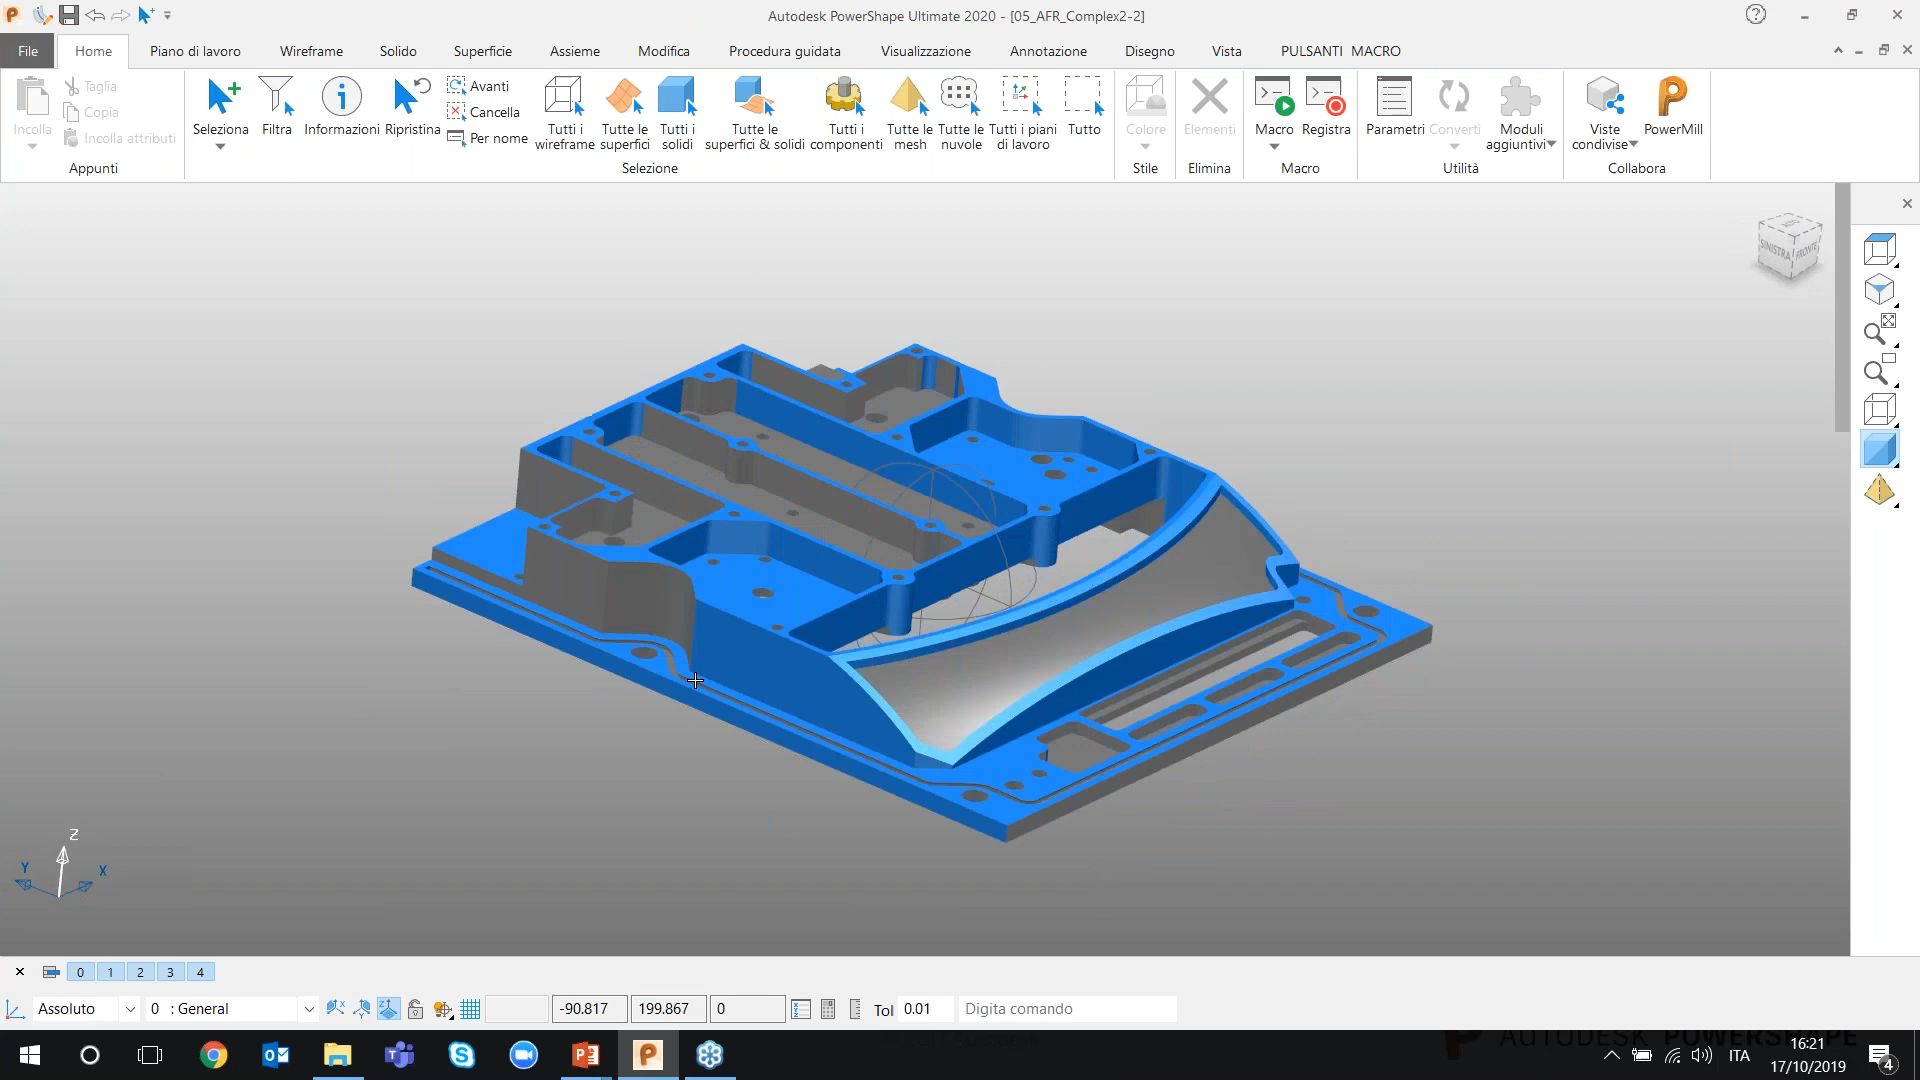 Autodesk PowerShape Ultimate 2020 - [05_AFR_Complex2-2]
File Home Piano di lavoro Wireframe Solido Superficie Assieme Modifica Procedura guidata Visualizzazione Annotazione Disegno Vista PULSANTI MACRO
Incolla
Taglia
Copia
Incolla attributi
Appunti
Seleziona
Filtra
Informazioni
Ripristina
Avanti
Cancella
Per nome
Tutti i wireframe
Tutte le superfici
Tutti i solidi
Tutte le superfici & solidi
Tutti i componenti
Tutte le mesh
Tutte le nuvole
Tutti i piani di lavoro
Tutto
Selezione
Colore
Stile
Elementi
Elimina
Macro
Registra
Macro
Parametri
Converti
Moduli aggiuntivi
Utilità
Viste condivise
PowerMill
Collabora
SINISTRA
FRONTE
Z
Y
X
0 1 2 3 4
Assoluto
0 : General
-90.817
199.867
0
Tol 0.01
Digita comando
AUTODESK POWERSHAPE
ITA
16:21
17/10/2019
4